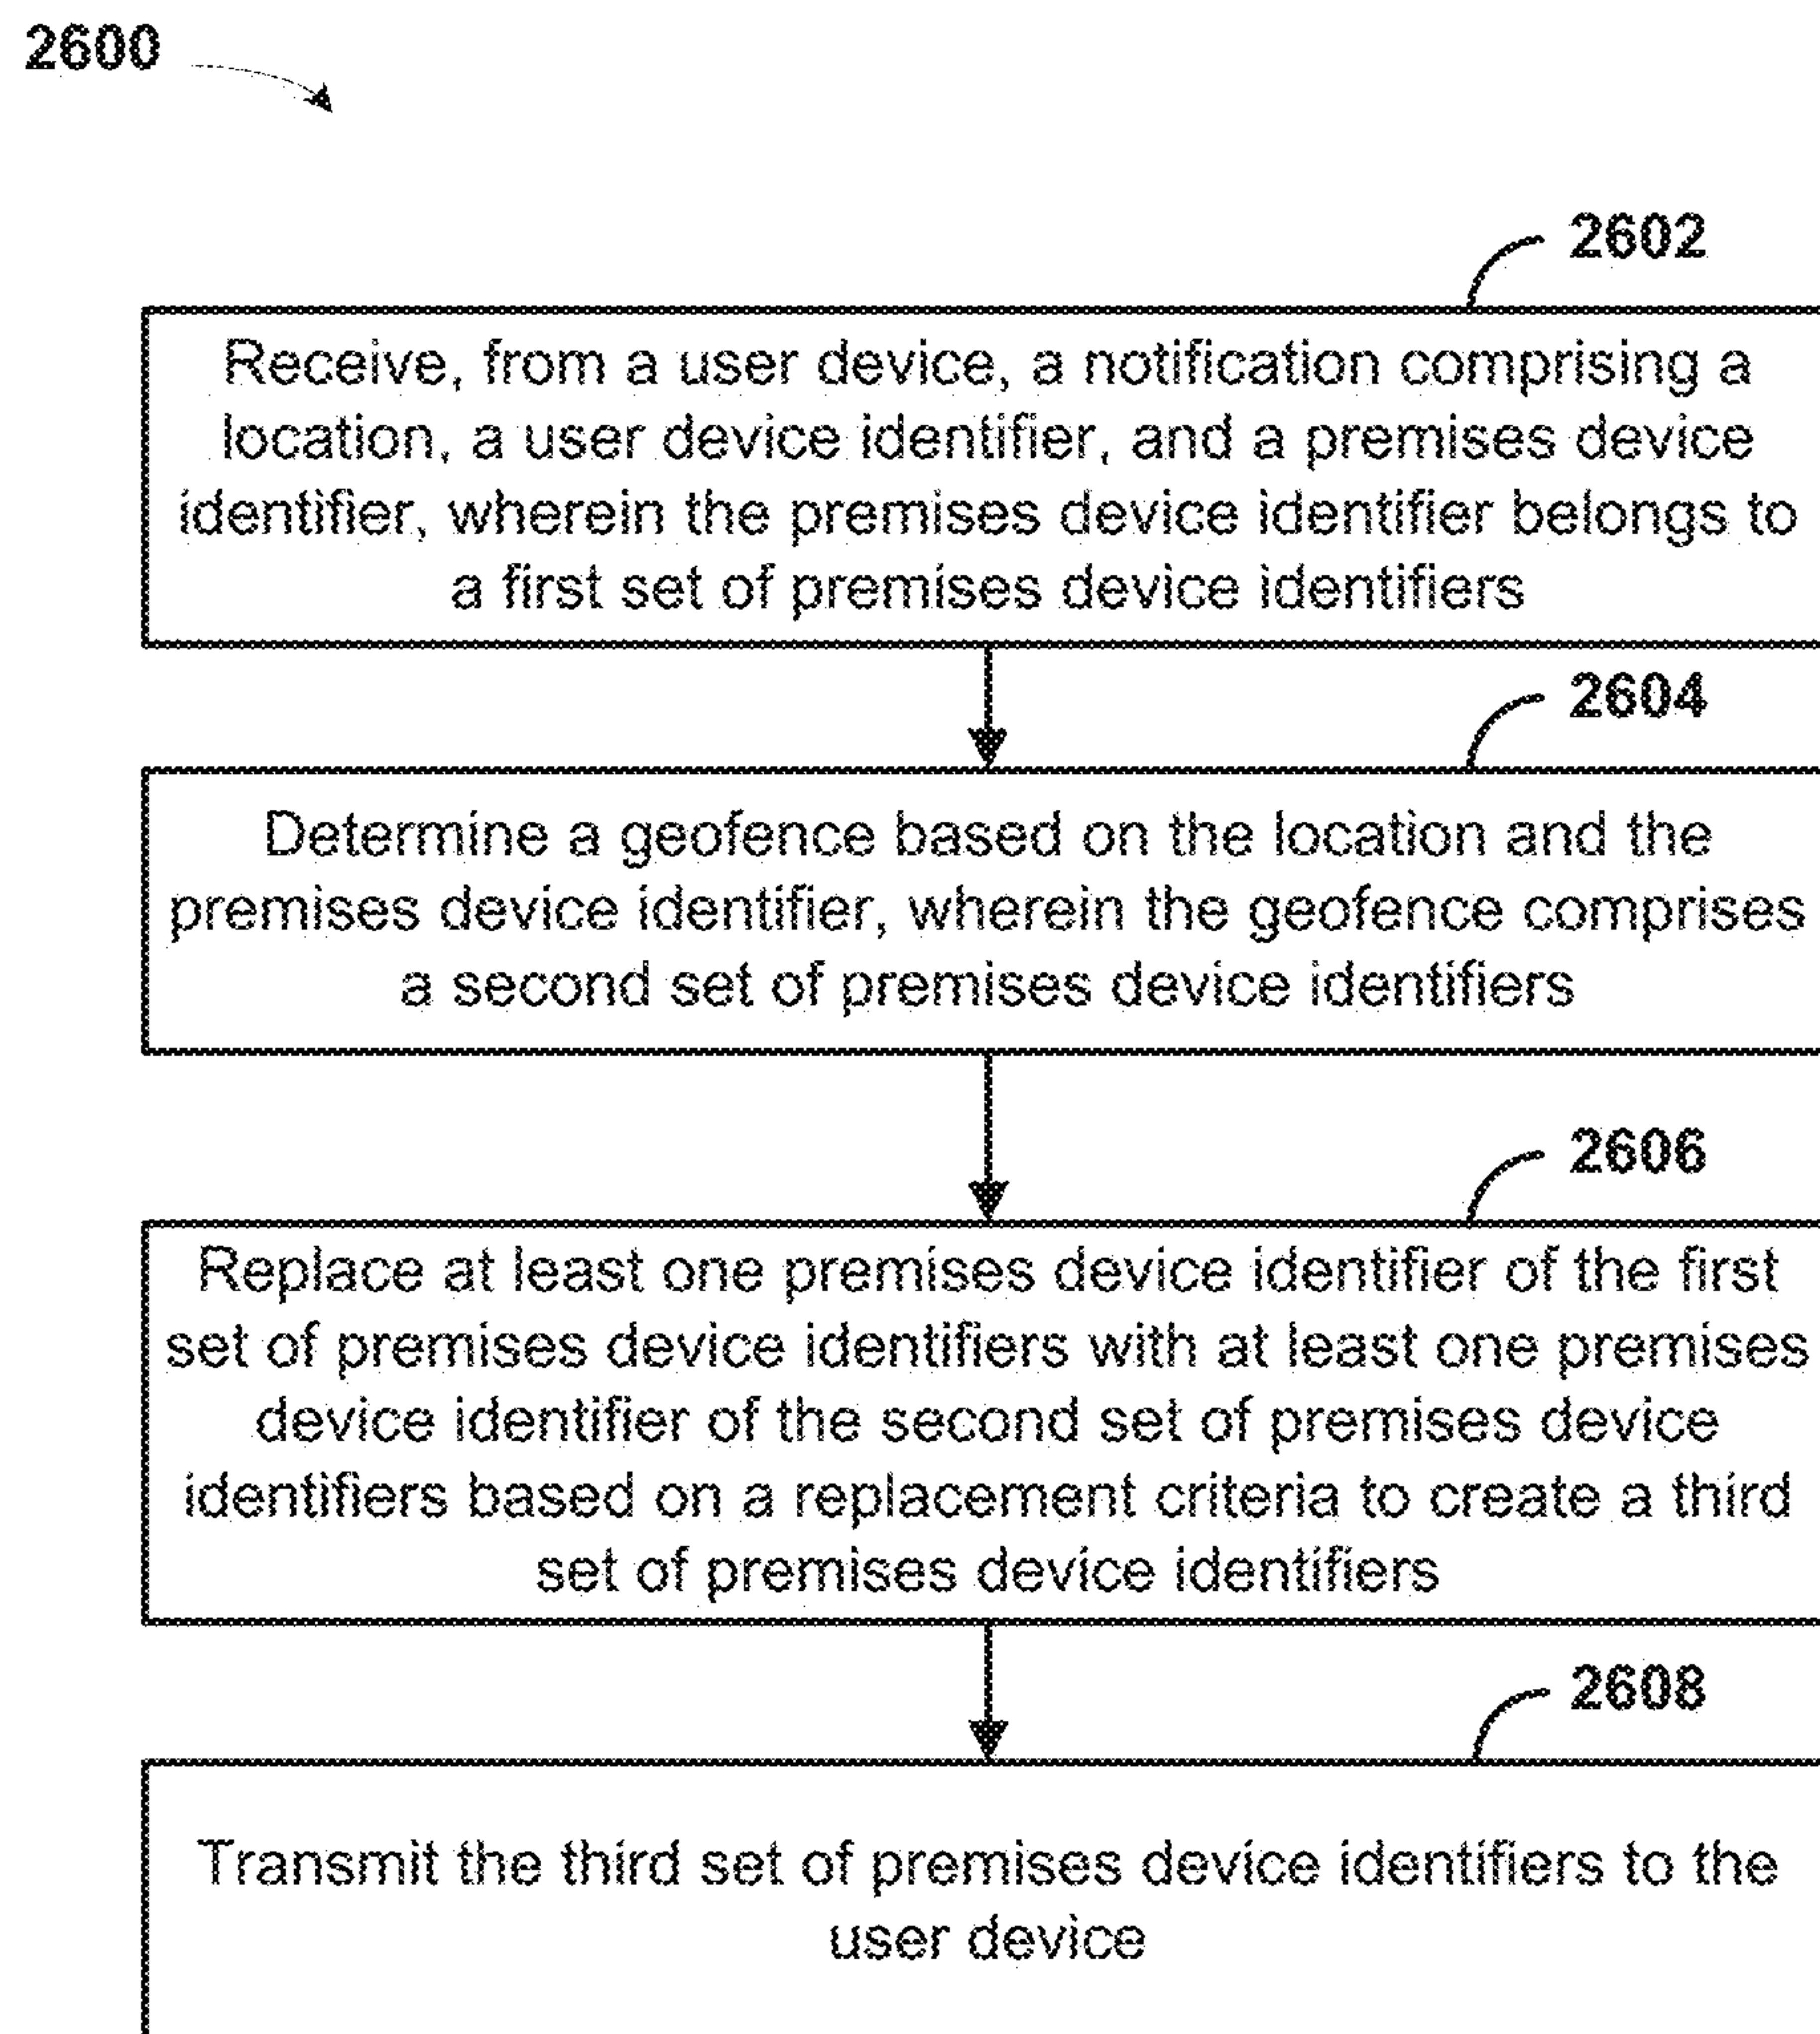 2600
2602
Receive, from a user device, a notification comprising a
location, a user device identifier, and a premises device
identifier, wherein the premises device identifier belongs to
a first set of premises device identifiers
2604
Determine a geofence based on the location and the
premises device identifier, wherein the geofence comprises
a second set of premises device identifiers
2606
Replace at least one premises device identifier of the first
set of premises device identifiers with at least one premises
device identifier of the second set of premises device
identifiers based on a replacement criteria to create a third
set of premises device identifiers
2608
Transmit the third set of premises device identifiers to the
user device